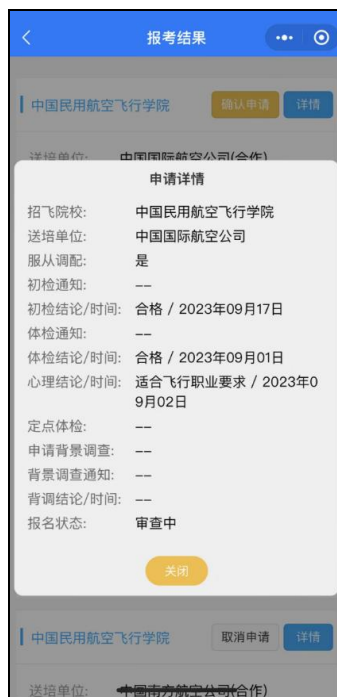 报考结果
中国民用航空飞行学院 确认申请 详情
送培单位: 中国国际航空公司(合作)
申请详情
招飞院校: 中国民用航空飞行学院
送培单位: 中国国际航空公司
服从调配: 是
初检通知: --
初检结论/时间: 合格 / 2023年09月17日
体检通知: --
体检结论/时间: 合格 / 2023年09月01日
心理结论/时间: 适合飞行职业要求 / 2023年0
9月02日
定点体检: --
申请背景调查: --
背景调查通知: --
背调结论/时间: --
报名状态: 审查中
关闭
中国民用航空飞行学院 取消申请 详情
送培单位: 中国南方航空公司(合作)